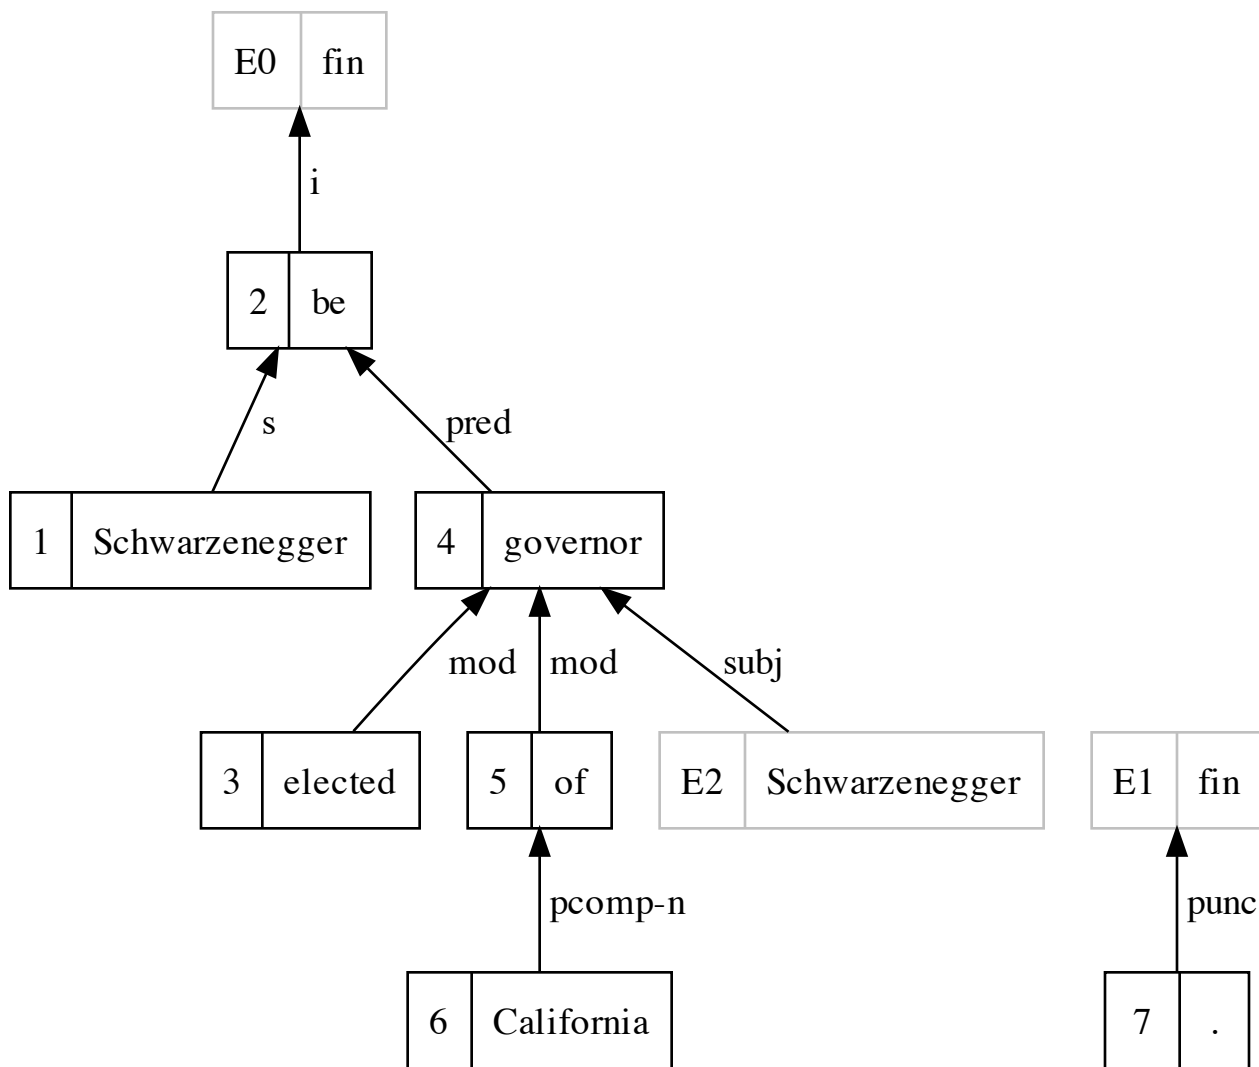 E0 fin
i
2 be
s pred
1 Schwarzenegger 4 governor
mod mod subj
3 elected 5 of E2 Schwarzenegger E1 fin
pcomp-n punc
6 California 7 .